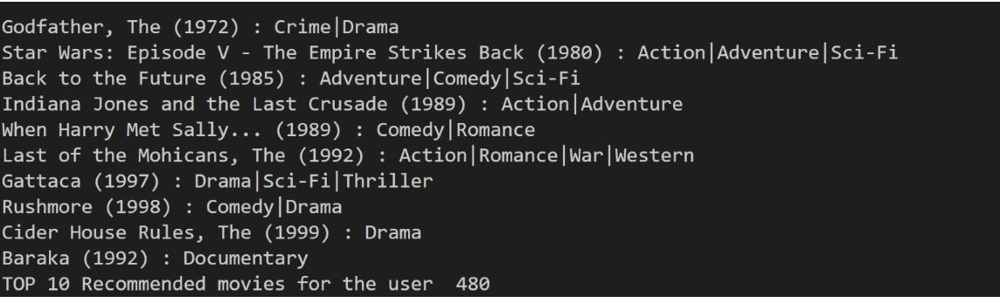 Godfather, The (1972) : Crime|Drama
Star Wars: Episode V - The Empire Strikes Back (1980) : Action|Adventure|Sci-Fi
Back to the Future (1985) : Adventure|Comedy|Sci-Fi
Indiana Jones and the Last Crusade (1989) : Action|Adventure
When Harry Met Sally... (1989) : Comedy|Romance
Last of the Mohicans, The (1992) : Action|Romance|War|Western
Gattaca (1997) : Drama|Sci-Fi|Thriller
Rushmore (1998) : Comedy|Drama
Cider House Rules, The (1999) : Drama
Baraka (1992) : Documentary
TOP 10 Recommended movies for the user  480